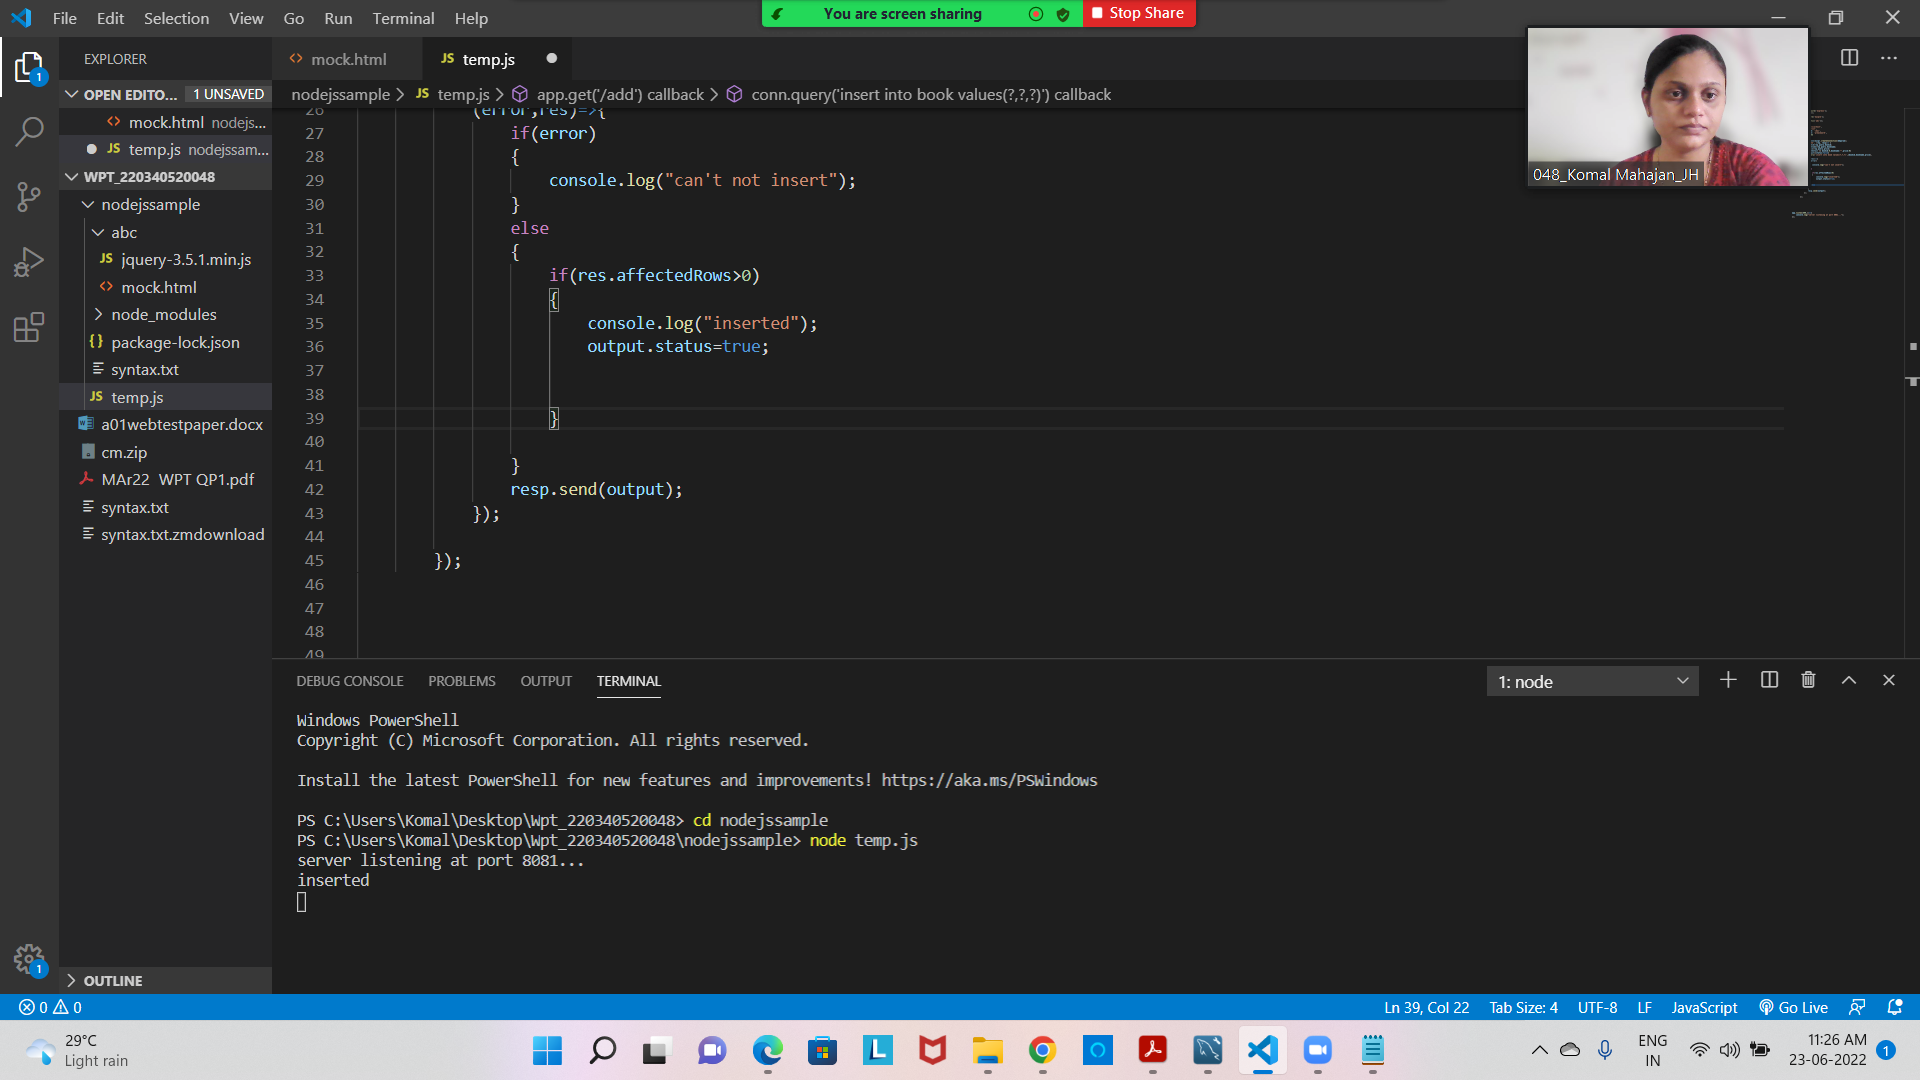 File Edit Selection View Go Run Terminal Help
You are screen sharing
Stop Share
EXPLORER
mock.html
JS temp.js
OPEN EDITO... 1 UNSAVED
nodejssample > JS temp.js > app.get('/add') callback > conn.query('insert into book values(?,?,?)') callback
mock.html nodejs...
JS temp.js nodejssam...
WPT_220340520048
nodejssample
abc
JS jquery-3.5.1.min.js
mock.html
node_modules
{} package-lock.json
syntax.txt
JS temp.js
a01webtestpaper.docx
cm.zip
MAr22 WPT QP1.pdf
syntax.txt
syntax.txt.zmdownload
OUTLINE
26 (error,res)=>{
27 if(error)
28 {
29 console.log("can't not insert");
30 }
31 else
32 {
33 if(res.affectedRows>0)
34 {
35 console.log("inserted");
36 output.status=true;
37
38
39 }
40
41 }
42 resp.send(output);
43 });
44
45 });
46
47
48
49
048_Komal Mahajan_JH
DEBUG CONSOLE PROBLEMS OUTPUT TERMINAL
1: node
Windows PowerShell
Copyright (C) Microsoft Corporation. All rights reserved.
Install the latest PowerShell for new features and improvements! https://aka.ms/PSWindows
PS C:\Users\Komal\Desktop\Wpt_220340520048> cd nodejssample
PS C:\Users\Komal\Desktop\Wpt_220340520048\nodejssample> node temp.js
server listening at port 8081...
inserted
0 0
Ln 39, Col 22 Tab Size: 4 UTF-8 LF JavaScript Go Live
29°C
Light rain
ENG
IN
11:26 AM
23-06-2022
1